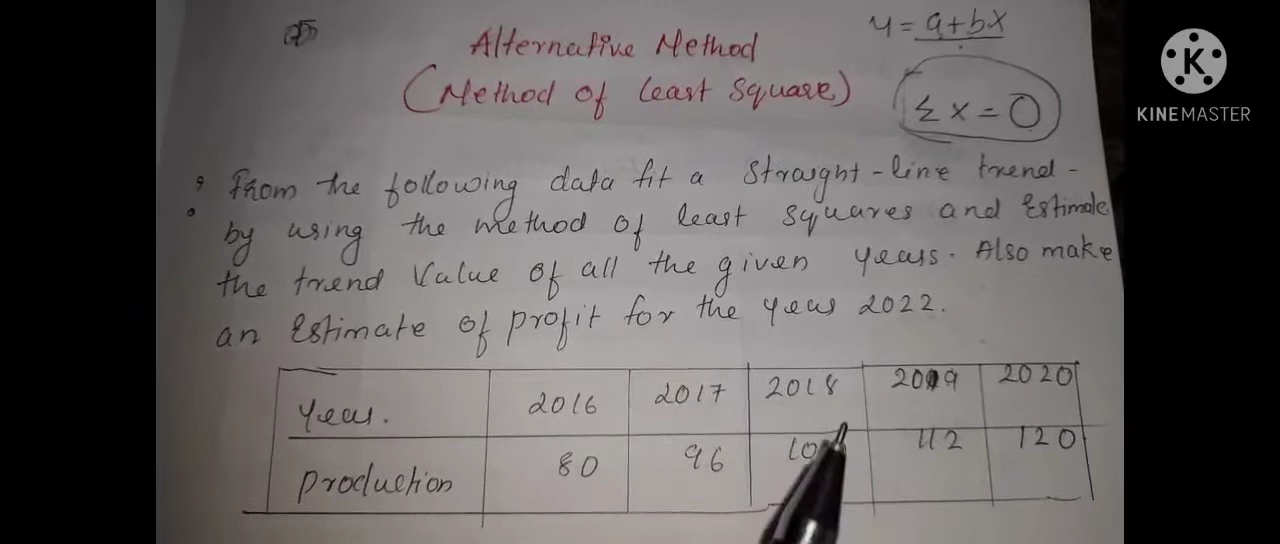 y = a+bx
Alternative Method
(Method of least square)
Σ x = 0
K
KINEMASTER
From the following data fit a straight-line trend-
by using the method of least squares and Estimate
the trend value of all the given years. Also make
an Estimate of profit for the year 2022.
Year. 2016 2017 2018 2019 2020
production 80 96 112 120